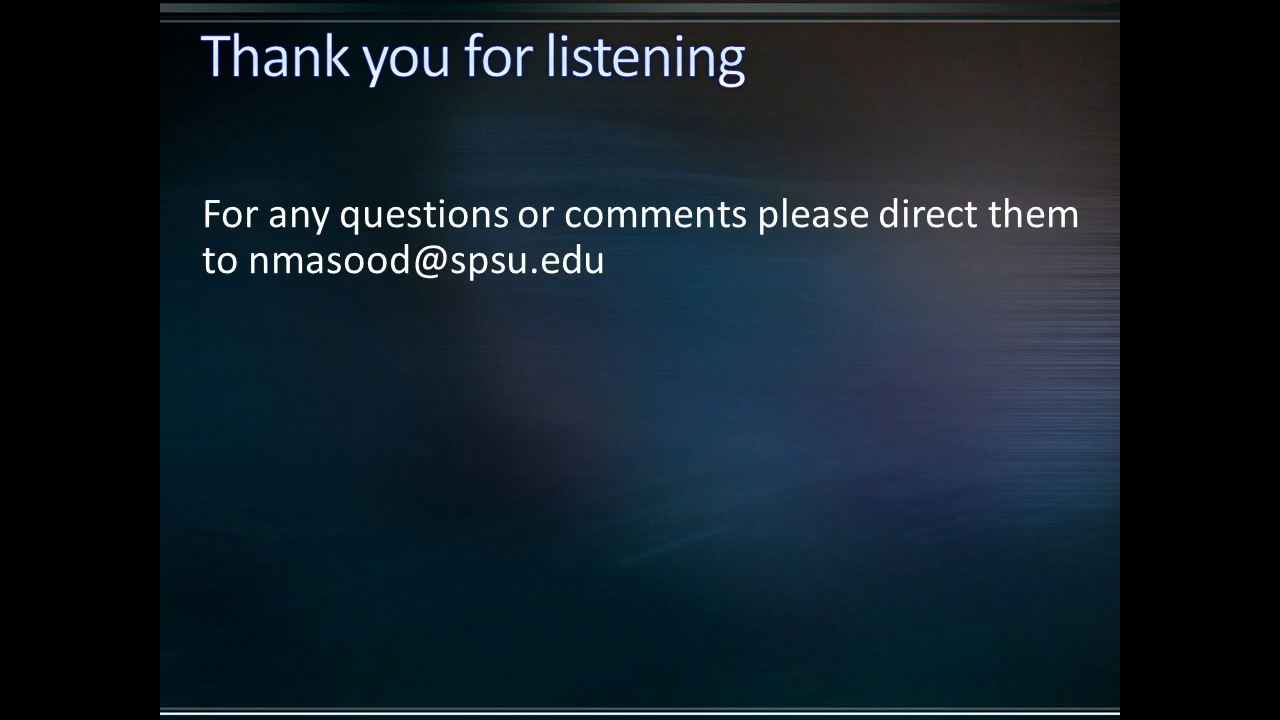 Thank you for listening
For any questions or comments please direct them
to nmasood@spsu.edu